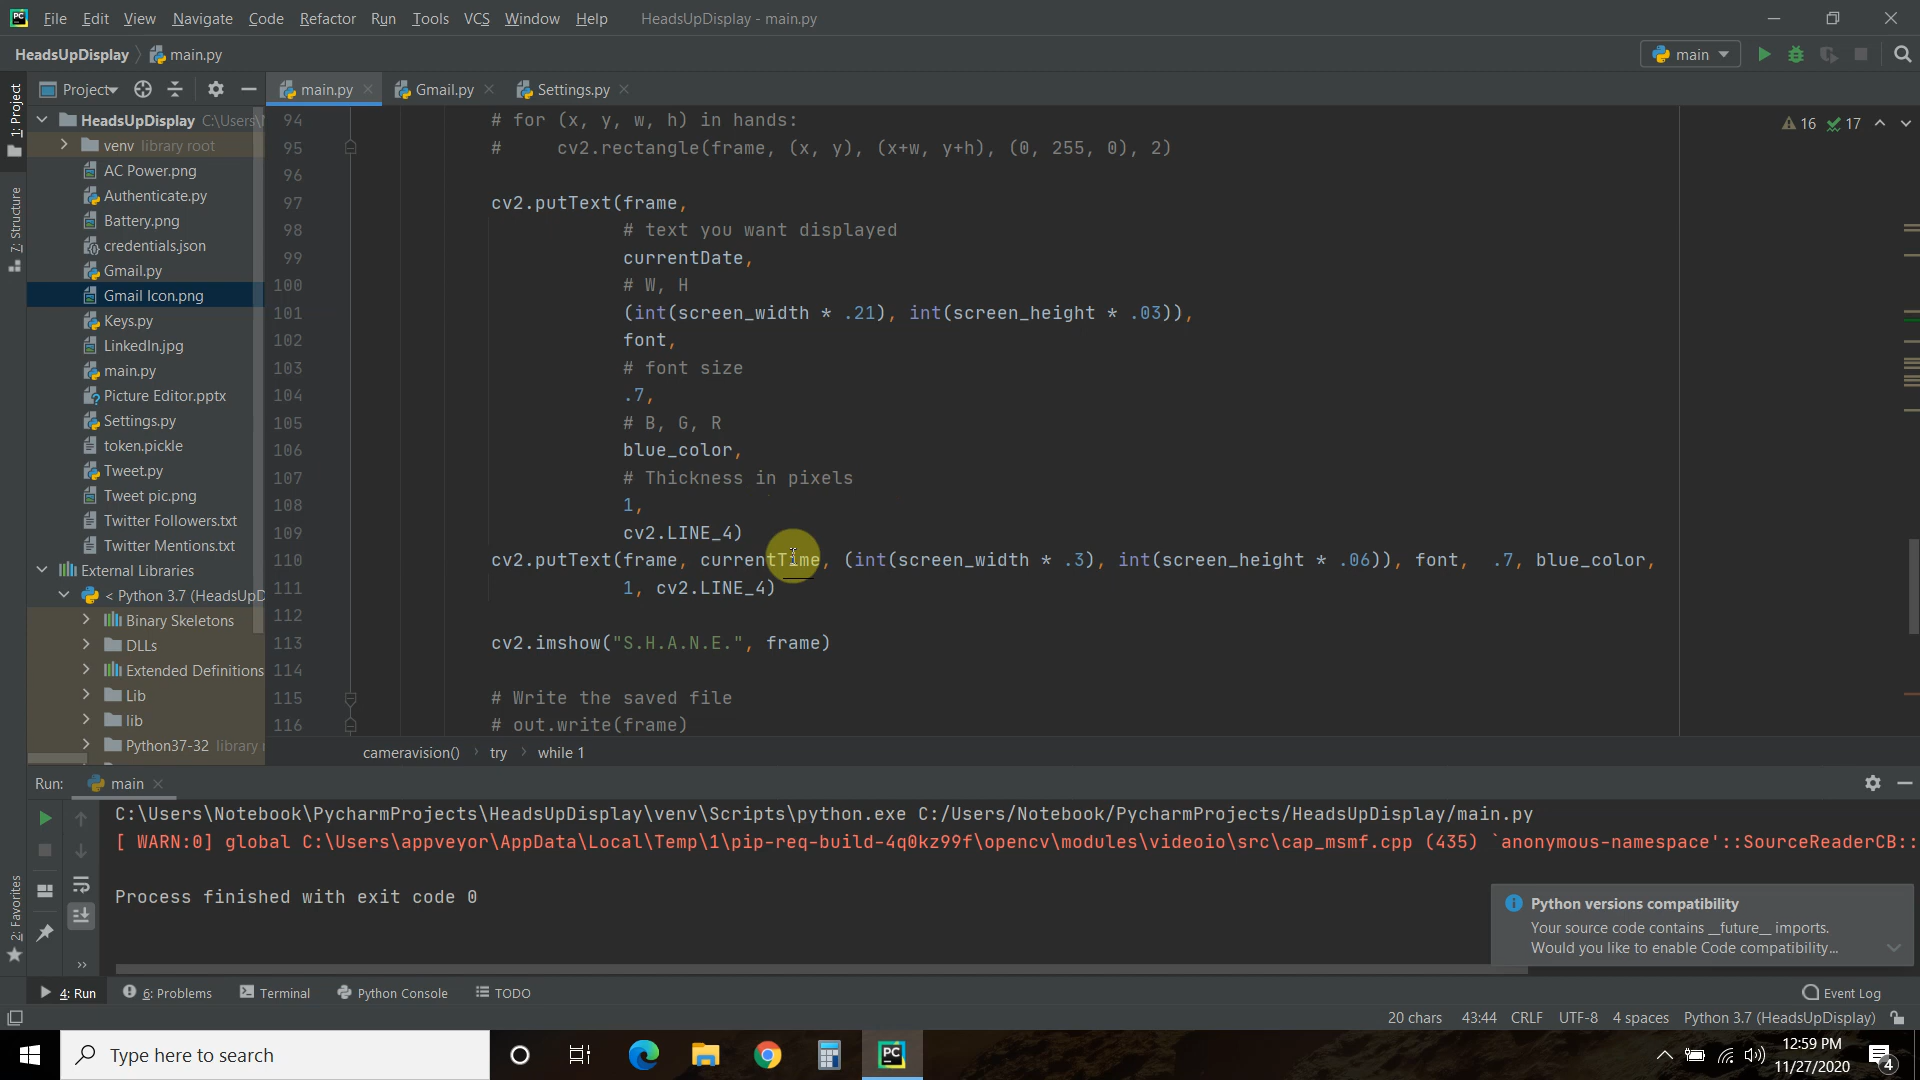 File Edit View Navigate Code Refactor Run Tools VCS Window Help HeadsUpDisplay - main.py
HeadsUpDisplay main.py main
1: Project
7: Structure
2: Favorites
Project
HeadsUpDisplay C:\Users\
venv library root
AC Power.png
Authenticate.py
Battery.png
credentials.json
Gmail.py
Gmail Icon.png
Keys.py
LinkedIn.jpg
main.py
Picture Editor.pptx
Settings.py
token.pickle
Tweet.py
Tweet pic.png
Twitter Followers.txt
Twitter Mentions.txt
External Libraries
< Python 3.7 (HeadsUpD
Binary Skeletons
DLLs
Extended Definitions
Lib
lib
Python37-32 library r
main.py Gmail.py Settings.py
16 17
94 # for (x, y, w, h) in hands:
95 # cv2.rectangle(frame, (x, y), (x+w, y+h), (0, 255, 0), 2)
96
97 cv2.putText(frame,
98 # text you want displayed
99 currentDate,
100 # W, H
101 (int(screen_width * .21), int(screen_height * .03)),
102 font,
103 # font size
104 .7,
105 # B, G, R
106 blue_color,
107 # Thickness in pixels
108 1,
109 cv2.LINE_4)
110 cv2.putText(frame, currentTime, (int(screen_width * .3), int(screen_height * .06)), font, .7, blue_color,
111 1, cv2.LINE_4)
112
113 cv2.imshow("S.H.A.N.E.", frame)
114
115 # Write the saved file
116 # out.write(frame)
cameravision() try while 1
Run: main
C:\Users\Notebook\PycharmProjects\HeadsUpDisplay\venv\Scripts\python.exe C:/Users/Notebook/PycharmProjects/HeadsUpDisplay/main.py
[ WARN:0] global C:\Users\appveyor\AppData\Local\Temp\1\pip-req-build-4q0kz99f\opencv\modules\videoio\src\cap_msmf.cpp (435) `anonymous-namespace'::SourceReaderCB::
Process finished with exit code 0
Python versions compatibility
Your source code contains __future__ imports.
Would you like to enable Code compatibility...
4: Run 6: Problems Terminal Python Console TODO Event Log
20 chars 43:44 CRLF UTF-8 4 spaces Python 3.7 (HeadsUpDisplay)
Type here to search
PC
12:59 PM
11/27/2020
4